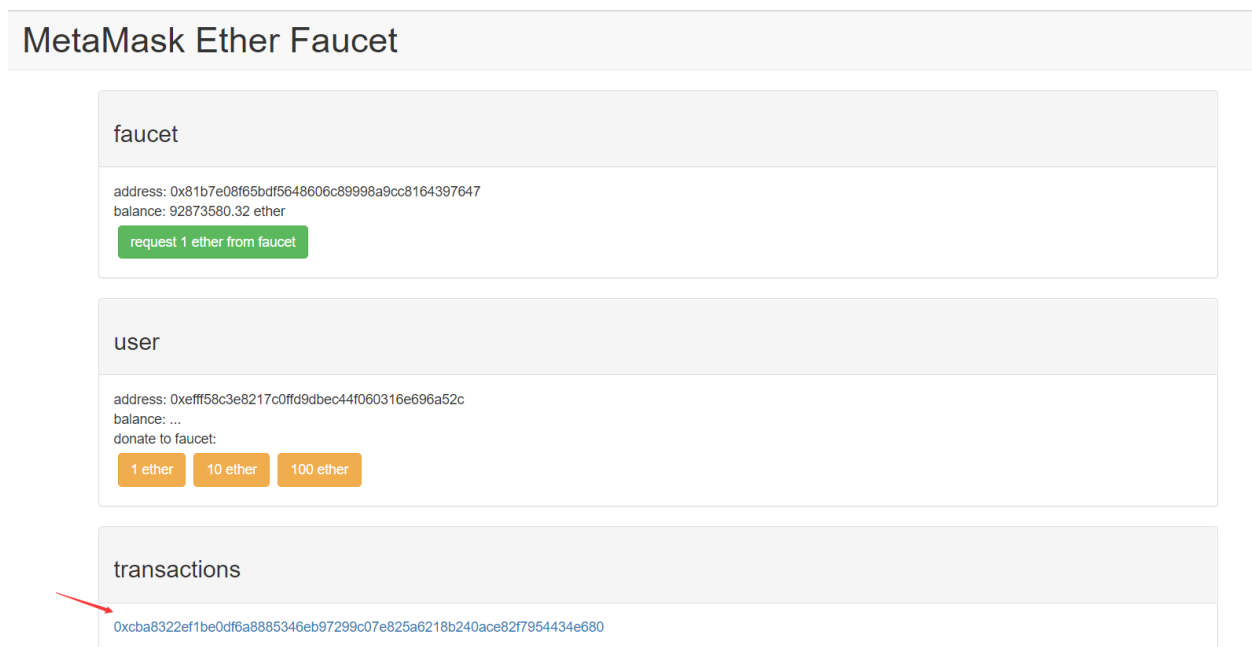 MetaMask Ether Faucet
faucet
address: 0x81b7e08f65bdf5648606c89998a9cc8164397647
balance: 92873580.32 ether
request 1 ether from faucet
user
address: 0xefff58c3e8217c0ffd9dbec44f060316e696a52c
balance: ...
donate to faucet:
1 ether 10 ether 100 ether
transactions
0xcba8322ef1be0df6a8885346eb97299c07e825a6218b240ace82f7954434e680